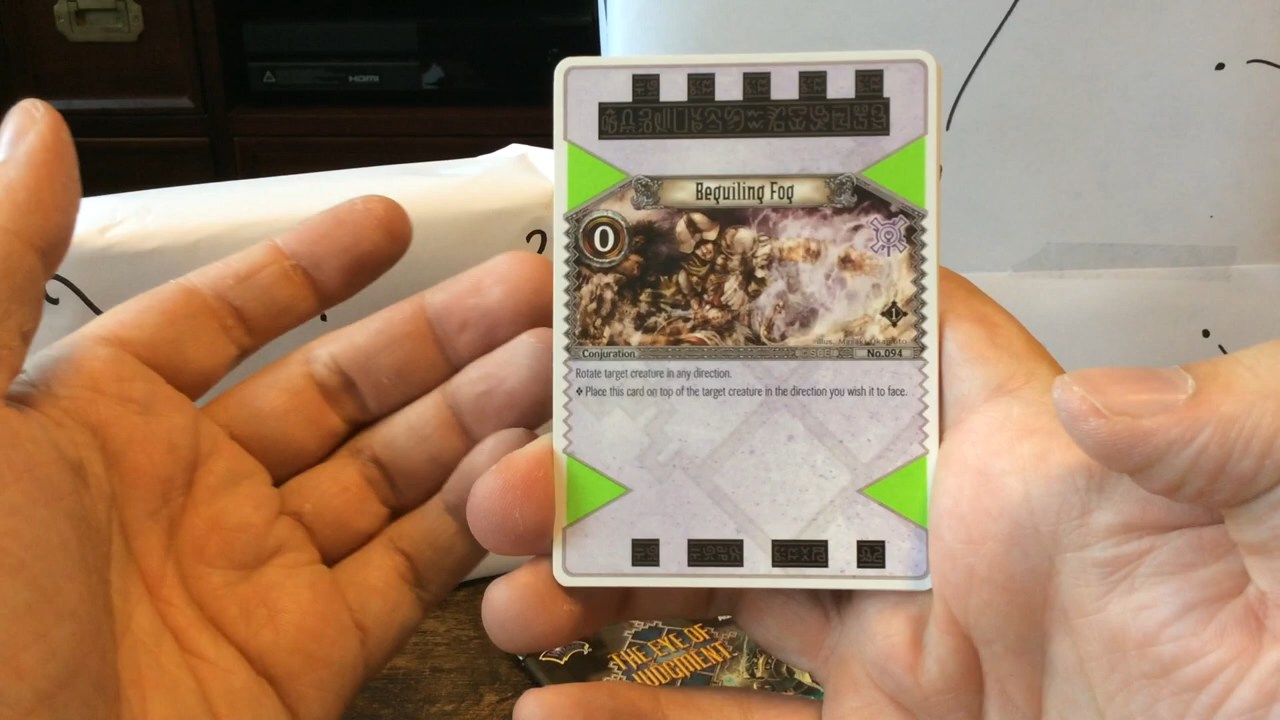 HDMI
Beguiling Fog
0
1
Conjuration
SCE
No.094
Rotate target creature in any direction.
❖ Place this card on top of the target creature in the direction you wish it to face.
THE EYE OF
JUDGMENT